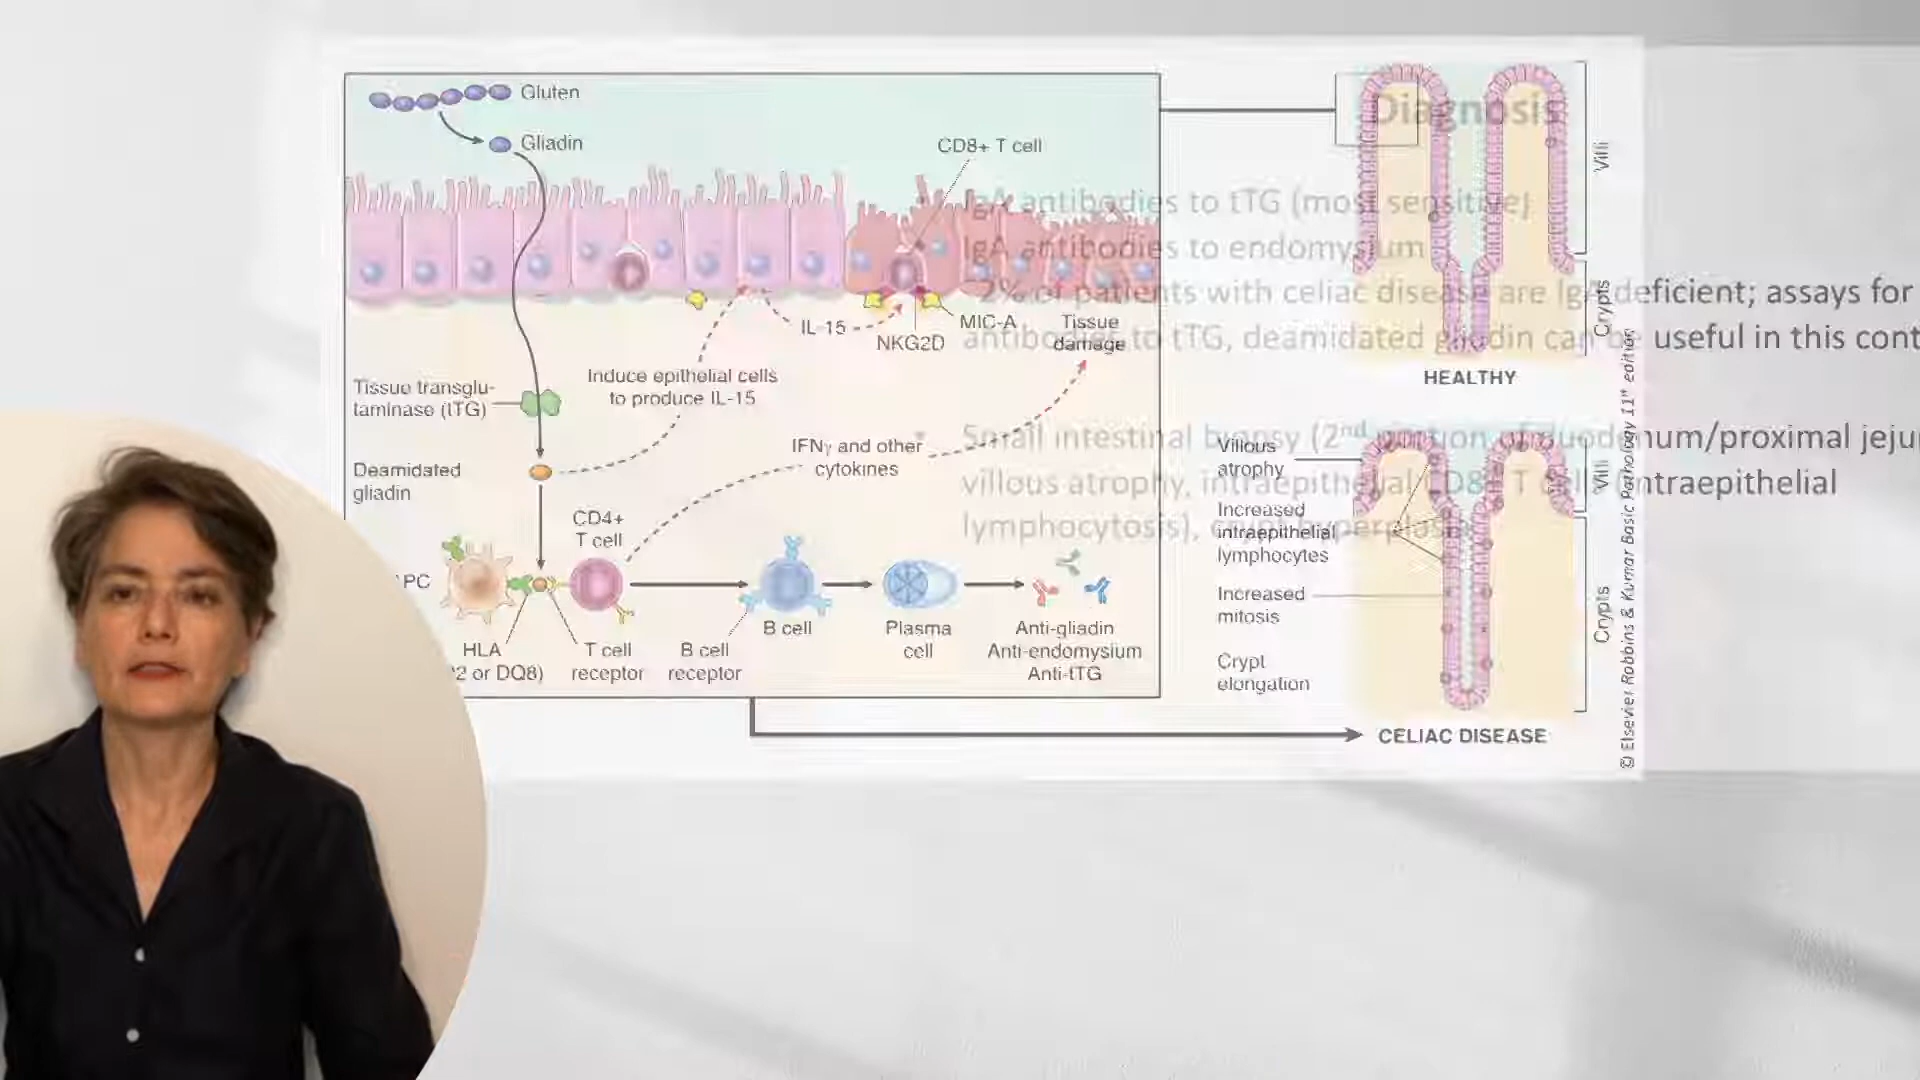 Gluten
Gliadin
CD8+ T cell
IL-15
MIC-A
NKG2D
Tissue
damage
Tissue transglu-
taminase (tTG)
Induce epithelial cells
to produce IL-15
IFNγ and other
cytokines
Deamidated
gliadin
CD4+
T cell
PC
HLA
2 or DQ8)
T cell
receptor
B cell
receptor
B cell
Plasma
cell
Anti-gliadin
Anti-endomysium
Anti-tTG
Villi
Crypts
HEALTHY
Villous
atrophy
Increased
intraepithelial
lymphocytes
Increased
mitosis
Crypt
elongation
Villi
Crypts
CELIAC DISEASE
© Elsevier Robbins & Kumar Basic Pathology 11th edition
Diagnosis
IgA antibodies to tTG (most sensitive)
IgA antibodies to endomysium
2% of patients with celiac disease are IgA deficient; assays for
antibodies to tTG, deamidated gliadin can be useful in this cont
Small intestinal biopsy (2nd portion of duodenum/proximal jeju
villous atrophy, intraepithelial CD8+ T cells (intraepithelial
lymphocytosis), crypt hyperplasia